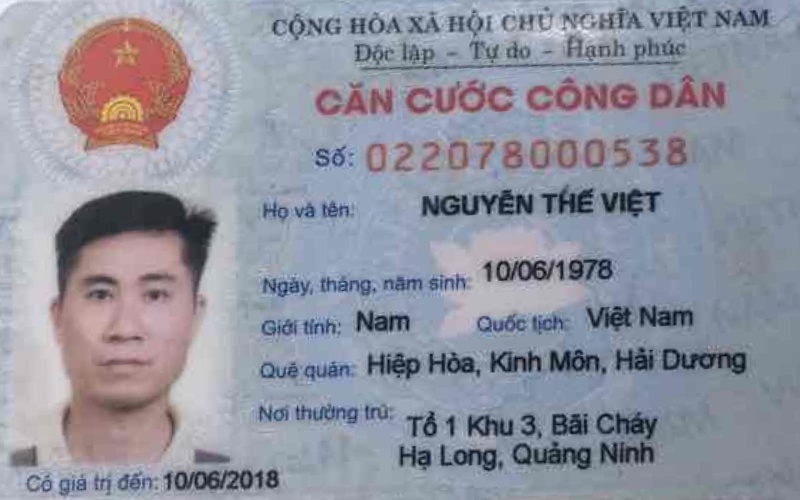 CỘNG HÒA XÃ HỘI CHỦ NGHĨA VIỆT NAM
Độc lập - Tự do - Hạnh phúc
CĂN CƯỚC CÔNG DÂN
Số: 022078000538
Họ và tên: NGUYỄN THẾ VIỆT
Ngày, tháng, năm sinh: 10/06/1978
Giới tính: Nam Quốc tịch: Việt Nam
Quê quán: Hiệp Hòa, Kinh Môn, Hải Dương
Nơi thường trú: Tổ 1 Khu 3, Bãi Cháy
Hạ Long, Quảng Ninh
Có giá trị đến: 10/06/2018